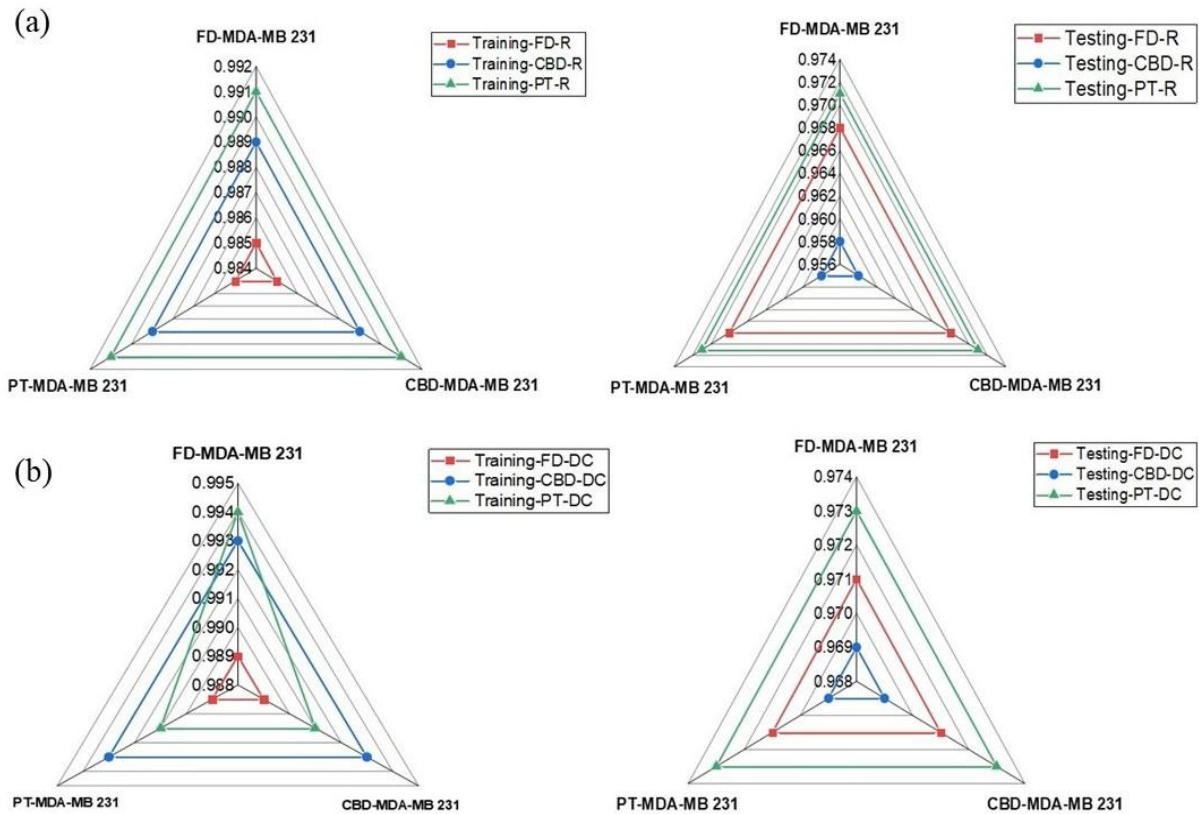 (a)
FD-MDA-MB 231
Training-FD-R
Training-CBD-R
Training-PT-R
0.992
0.991
0.990
0.989
0.988
0.987
0.986
0.985
0.984
PT-MDA-MB 231
CBD-MDA-MB 231
FD-MDA-MB 231
Testing-FD-R
Testing-CBD-R
Testing-PT-R
0.974
0.972
0.970
0.968
0.966
0.964
0.962
0.960
0.958
0.956
PT-MDA-MB 231
CBD-MDA-MB 231
(b)
FD-MDA-MB 231
Training-FD-DC
Training-CBD-DC
Training-PT-DC
0.995
0.994
0.993
0.992
0.991
0.990
0.989
0.988
PT-MDA-MB 231
CBD-MDA-MB 231
FD-MDA-MB 231
Testing-FD-DC
Testing-CBD-DC
Testing-PT-DC
0.974
0.973
0.972
0.971
0.970
0.969
0.968
PT-MDA-MB 231
CBD-MDA-MB 231